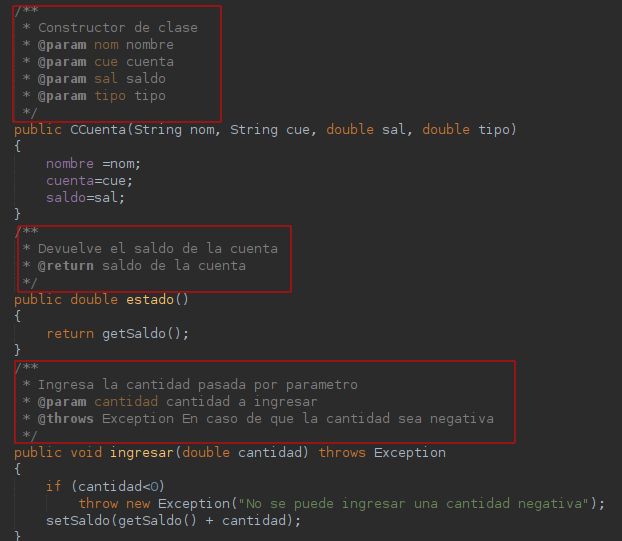 /**
 * Constructor de clase
 * @param nom nombre
 * @param cue cuenta
 * @param sal saldo
 * @param tipo tipo
 */
public CCuenta(String nom, String cue, double sal, double tipo)
{
    nombre =nom;
    cuenta=cue;
    saldo=sal;
}
/**
 * Devuelve el saldo de la cuenta
 * @return saldo de la cuenta
 */
public double estado()
{
    return getSaldo();
}
/**
 * Ingresa la cantidad pasada por parametro
 * @param cantidad cantidad a ingresar
 * @throws Exception En caso de que la cantidad sea negativa
 */
public void ingresar(double cantidad) throws Exception
{
    if (cantidad<0)
        throw new Exception("No se puede ingresar una cantidad negativa");
    setSaldo(getSaldo() + cantidad);
}